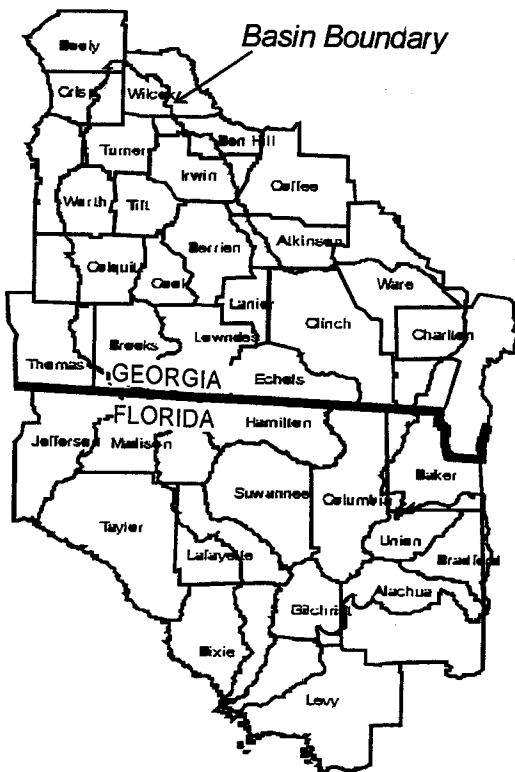 Basin Boundary
Dooly
Crisp
Wilcox
Ben Hill
Turner
Irwin
Coffee
Worth
Tift
Atkinson
Berrien
Colquit
Cook
Ware
Lanier
Clinch
Brooks
Lowndes
Charlton
Thomas
GEORGIA
Echols
FLORIDA
Hamilton
Jefferson
Madison
Baker
Suwannee
Columbia
Taylor
Union
Lafayette
Bradford
Alachua
Gilchrist
Dixie
Levy